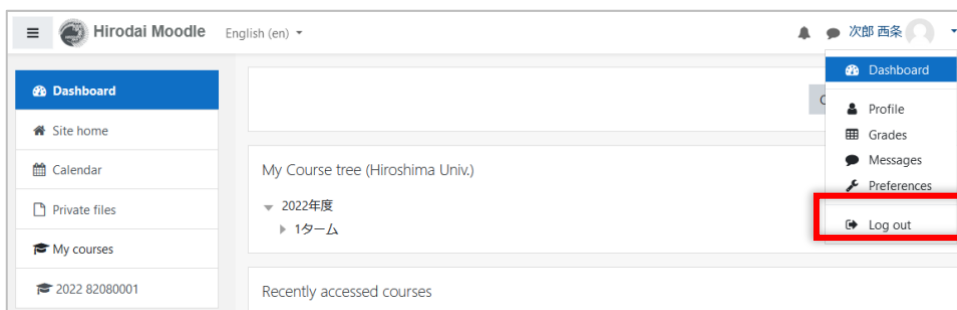 Hirodai Moodle English (en) 次郎 西条
Dashboard
Site home
Calendar
Private files
My courses
2022 82080001
My Course tree (Hiroshima Univ.)
2022年度
1ターム
Recently accessed courses
Dashboard
Profile
Grades
Messages
Preferences
Log out